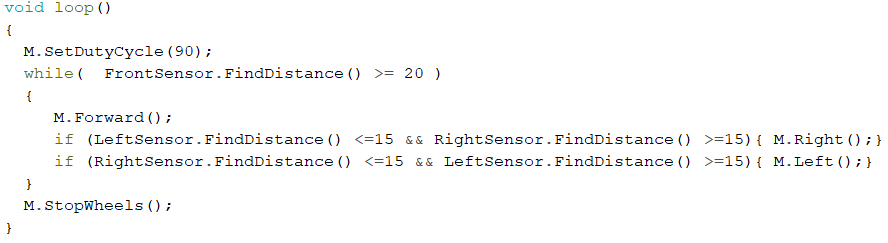 void loop()
{
  M.SetDutyCycle(90);
  while(  FrontSensor.FindDistance() >= 20 )
  {
     M.Forward();
     if (LeftSensor.FindDistance() <=15 && RightSensor.FindDistance() >=15){ M.Right();}
     if (RightSensor.FindDistance() <=15 && LeftSensor.FindDistance() >=15){ M.Left();}
  }
  M.StopWheels();
}